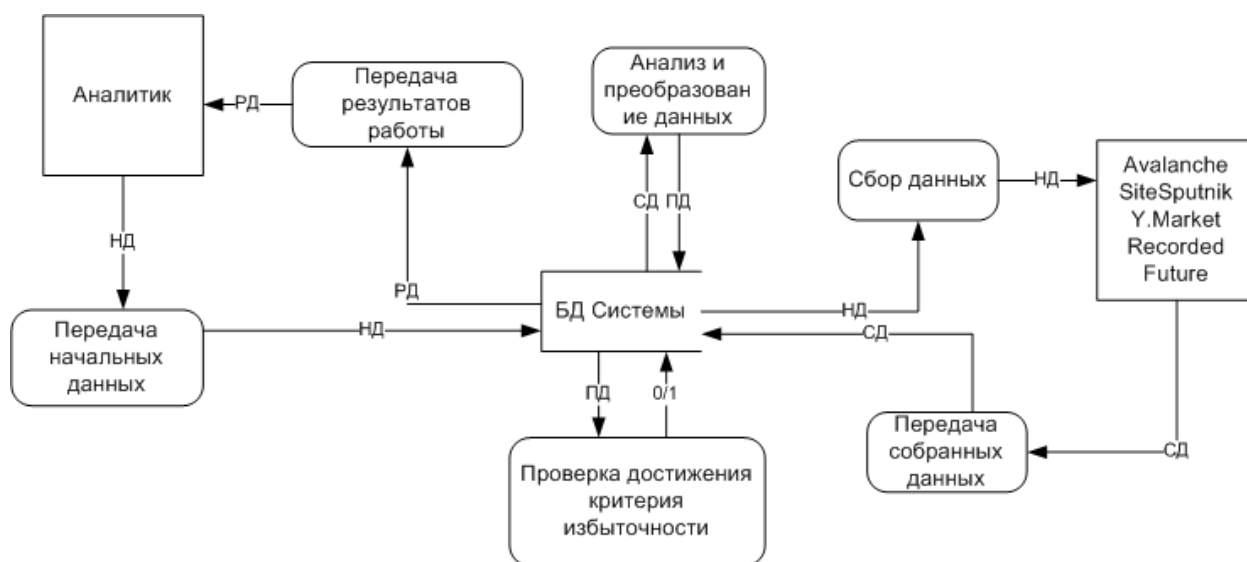 Аналитик
РД
Передача
результатов
работы
Анализ и
преобразован
ие данных
Сбор данных
НД
Avalanche
SiteSputnik
Y.Market
Recorded
Future
НД
СД
ПД
РД
БД Системы
НД
Передача
начальных
данных
НД
СД
ПД
0/1
Передача
собранных
данных
СД
Проверка достижения
критерия
избыточности